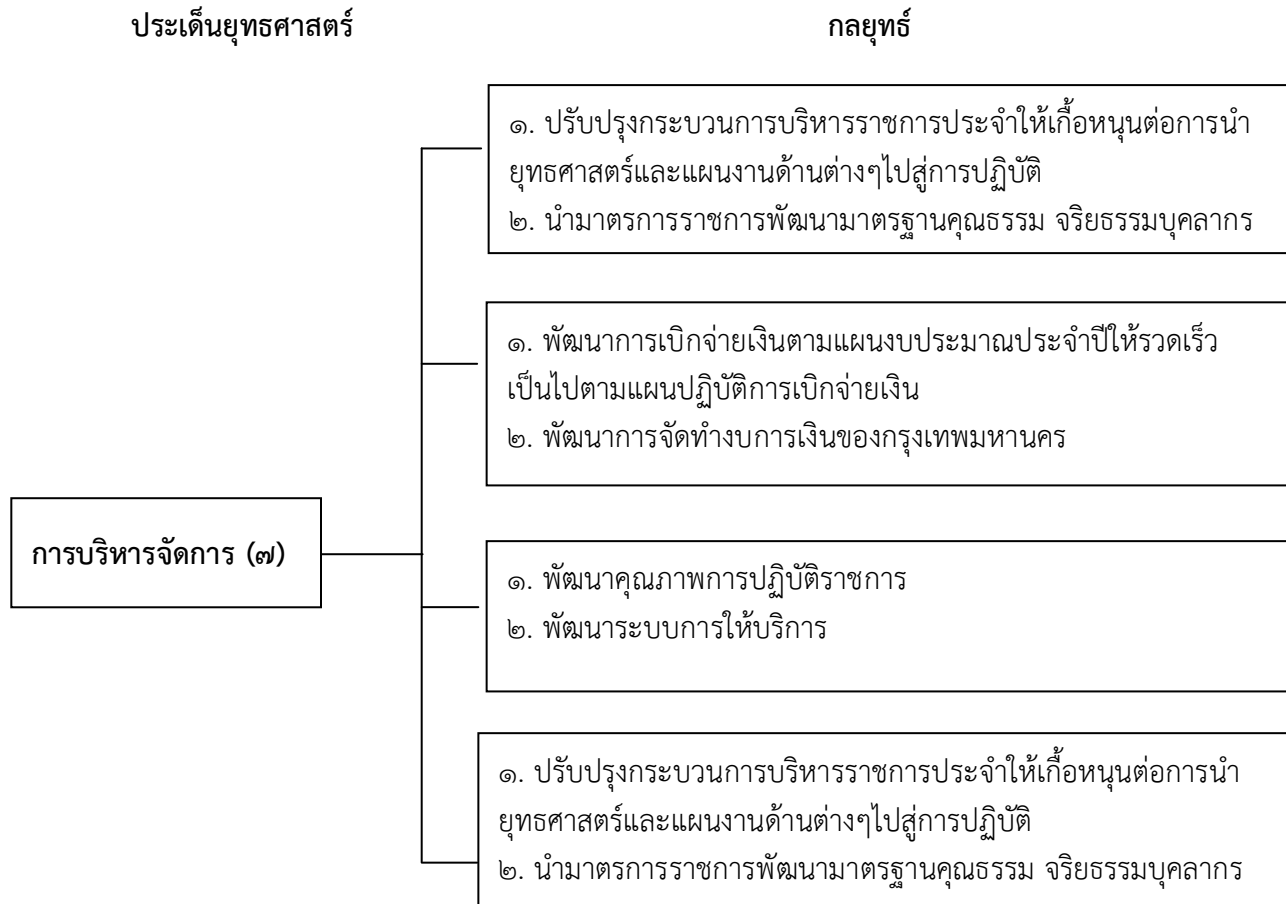 ประเด็นยุทธศาสตร์
กลยุทธ์
๑. ปรับปรุงกระบวนการบริหารราชการประจำให้เกื้อหนุนต่อการนำ
ยุทธศาสตร์และแผนงานด้านต่างๆไปสู่การปฏิบัติ
๒. นำมาตรการราชการพัฒนามาตรฐานคุณธรรม จริยธรรมบุคลากร
๑. พัฒนาการเบิกจ่ายเงินตามแผนงบประมาณประจำปีให้รวดเร็ว
เป็นไปตามแผนปฏิบัติการเบิกจ่ายเงิน
๒. พัฒนาการจัดทำงบการเงินของกรุงเทพมหานคร
การบริหารจัดการ (๗)
๑. พัฒนาคุณภาพการปฏิบัติราชการ
๒. พัฒนาระบบการให้บริการ
๑. ปรับปรุงกระบวนการบริหารราชการประจำให้เกื้อหนุนต่อการนำ
ยุทธศาสตร์และแผนงานด้านต่างๆไปสู่การปฏิบัติ
๒. นำมาตรการราชการพัฒนามาตรฐานคุณธรรม จริยธรรมบุคลากร